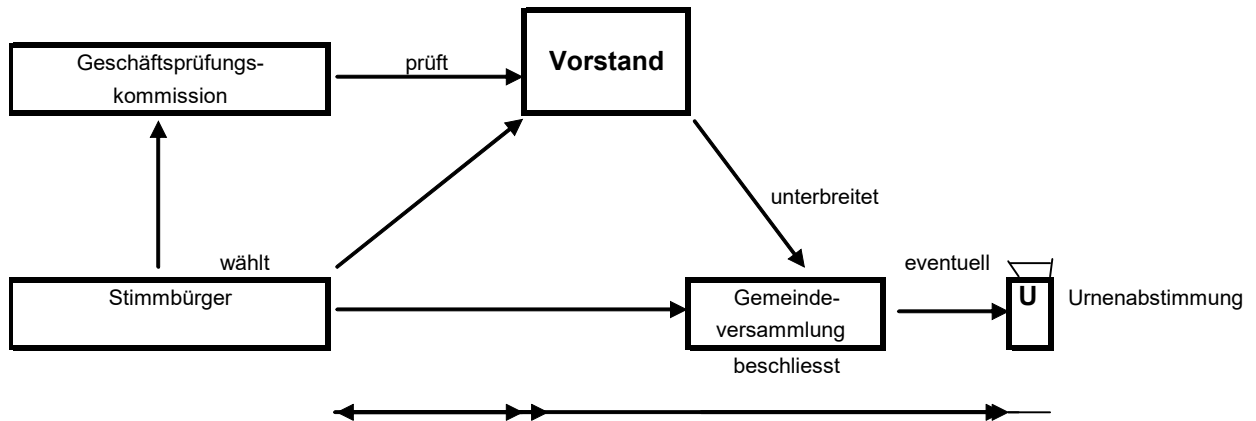 Geschäftsprüfungs-
kommission
prüft
Vorstand
unterbreitet
wählt
Stimmbürger
Gemeinde-
versammlung
beschliesst
eventuell
U
Urnenabstimmung